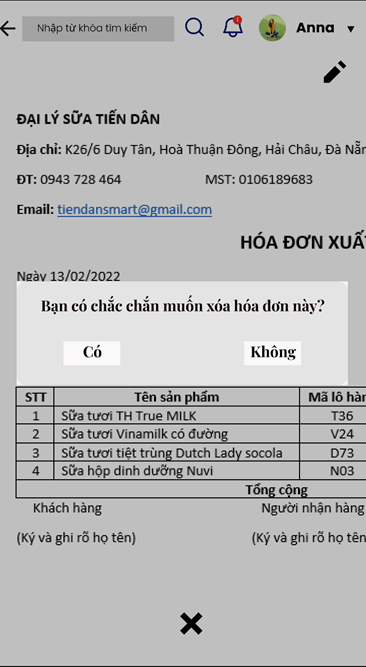 Nhập từ khóa tìm kiếm
Anna
ĐẠI LÝ SỮA TIẾN DÂN
Địa chỉ: K26/6 Duy Tân, Hoà Thuận Đông, Hải Châu, Đà Nẵn
ĐT: 0943 728 464 MST: 0106189683
Email: tiendansmart@gmail.com
HÓA ĐƠN XUẤT
Ngày 13/02/2022
Bạn có chắc chắn muốn xóa hóa đơn này?
Có Không
STT Tên sản phẩm Mã lô hàn
1 Sữa tươi TH True MILK T36
2 Sữa tươi Vinamilk có đường V24
3 Sữa tươi tiệt trùng Dutch Lady socola D73
4 Sữa hộp dinh dưỡng Nuvi N03
Tổng cộng
Khách hàng Người nhận hàng
(Ký và ghi rõ họ tên) (Ký và ghi rõ họ tên